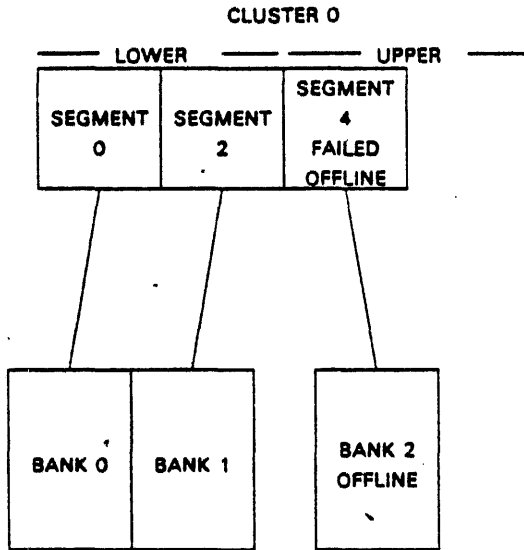 CLUSTER 0
LOWER UPPER
SEGMENT
0
SEGMENT
2
SEGMENT
4
FAILED
OFFLINE
BANK 0
BANK 1
BANK 2
OFFLINE